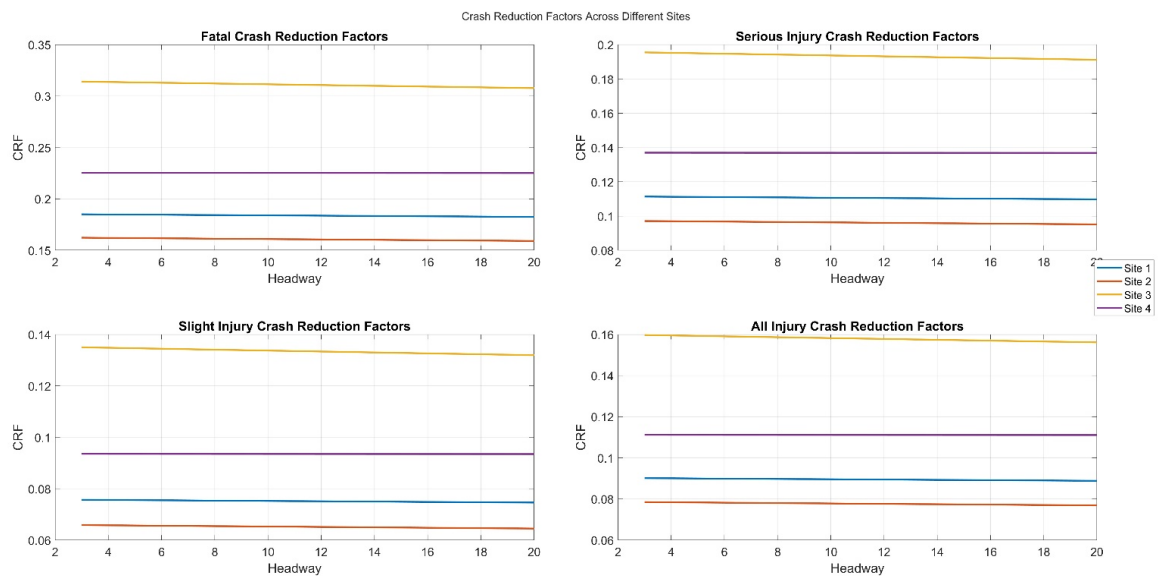 Crash Reduction Factors Across Different Sites
Fatal Crash Reduction Factors
0.35
0.3
0.25
0.2
0.15
CRF
2 4 6 8 10 12 14 16 18 20
Headway
Serious Injury Crash Reduction Factors
0.2
0.18
0.16
0.14
0.12
0.1
0.08
CRF
2 4 6 8 10 12 14 16 18 20
Headway
Site 1
Site 2
Site 3
Site 4
Slight Injury Crash Reduction Factors
0.14
0.12
0.1
0.08
0.06
CRF
2 4 6 8 10 12 14 16 18 20
Headway
All Injury Crash Reduction Factors
0.16
0.14
0.12
0.1
0.08
0.06
CRF
2 4 6 8 10 12 14 16 18 20
Headway